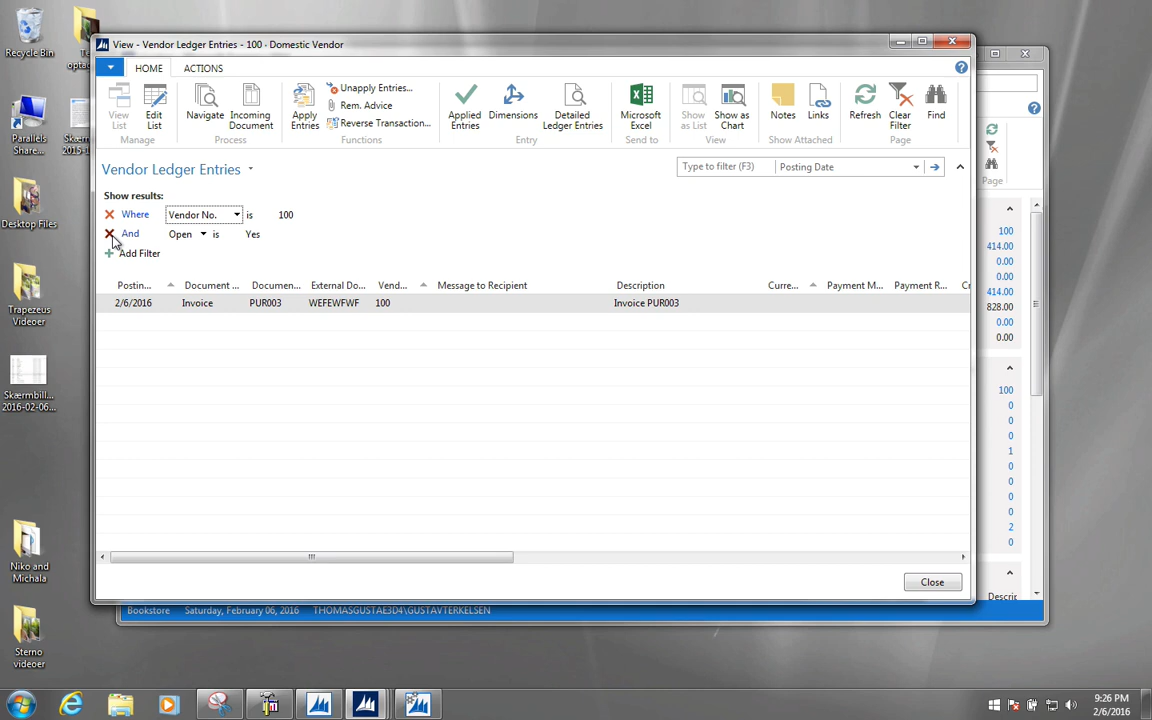 Recycle Bin
Te
optag
Parallels
Share...
Skærm
2015-1
Desktop Files
Trapezeus
Videoer
Skærmbill...
2016-02-06...
Niko and
Michala
Sterno
videoer
View - Vendor Ledger Entries - 100 · Domestic Vendor
HOME ACTIONS
View
List
Edit
List
Manage
Navigate
Incoming
Document
Process
Apply
Entries
Unapply Entries...
Rem. Advice
Reverse Transaction...
Functions
Applied
Entries
Dimensions
Detailed
Ledger Entries
Entry
Microsoft
Excel
Send to
Show
as List
Show as
Chart
View
Notes
Links
Show Attached
Refresh
Clear
Filter
Find
Page
Vendor Ledger Entries
Type to filter (F3) Posting Date
Show results:
Where Vendor No. is 100
And Open is Yes
Add Filter
Postin... Document ... Documen... External Do... Vend... Message to Recipient Description Curre... Payment M... Payment R... Cr
2/6/2016 Invoice PUR003 WEFEWFWF 100 Invoice PUR003
Close
Page
100
414.00
0.00
0.00
414.00
828.00
0.00
0.00
100
0
0
0
1
0
0
0
0
2
0
Descrip
Bookstore Saturday, February 06, 2016 THOMASGUSTAE3D4\GUSTAVTERKELSEN
9:26 PM
2/6/2016